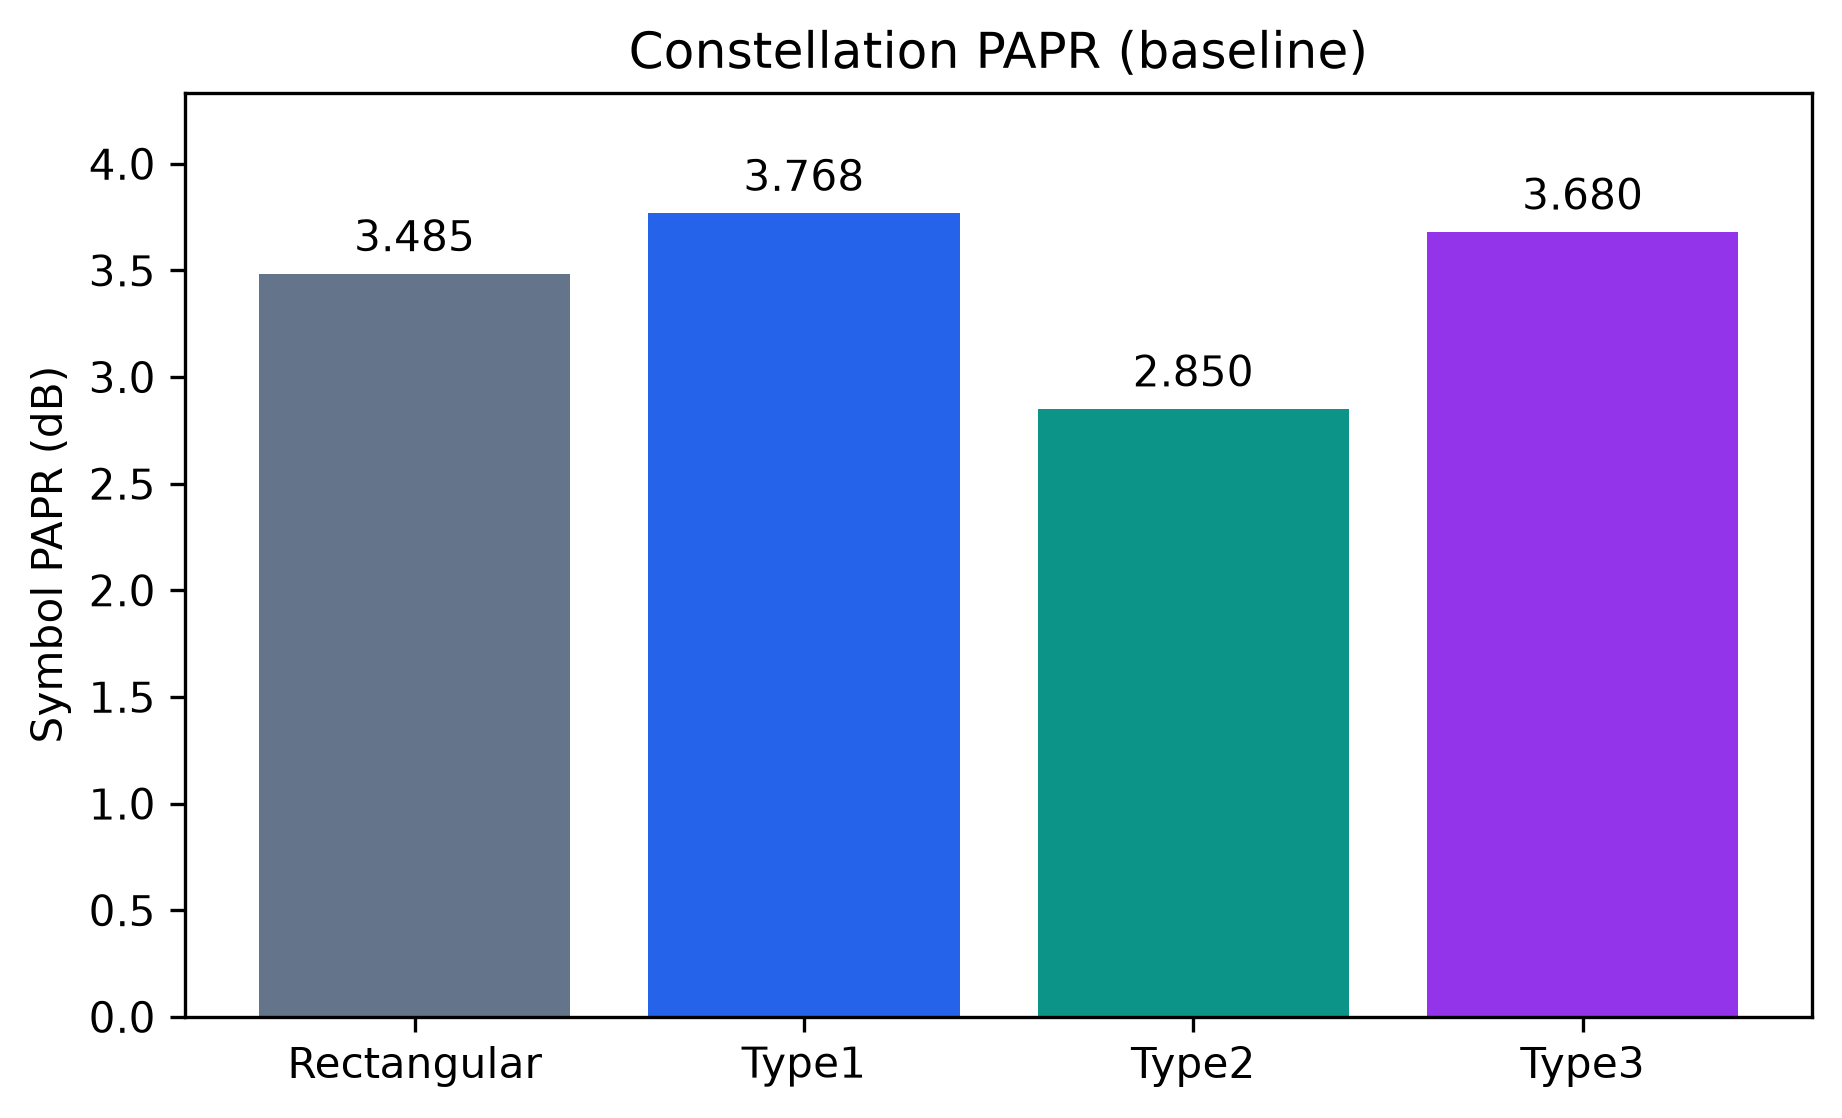 Constellation PAPR (baseline)
Symbol PAPR (dB)
4.0
3.5
3.0
2.5
2.0
1.5
1.0
0.5
0.0
3.485
3.768
2.850
3.680
Rectangular
Type1
Type2
Type3